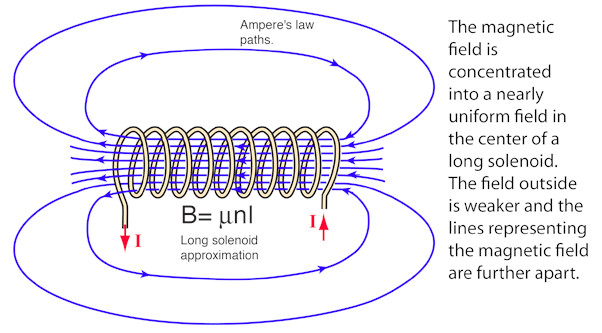 Ampere's law
paths.
The magnetic
field is
concentrated
into a nearly
uniform field in
the center of a
long solenoid.
The field outside
is weaker and the
lines representing
the magnetic field
are further apart.
B= μnI
I
I
Long solenoid
approximation